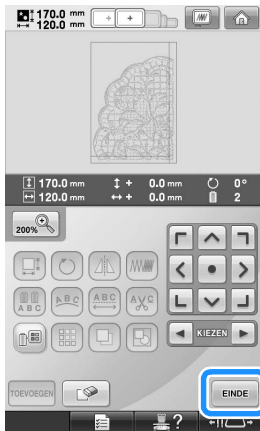 170.0 mm
120.0 mm
170.0 mm + 0.0 mm 0°
120.0 mm + 0.0 mm 2
200%
A B C ABC ABC AVC
KIEZEN
TOEVOEGEN EINDE
?